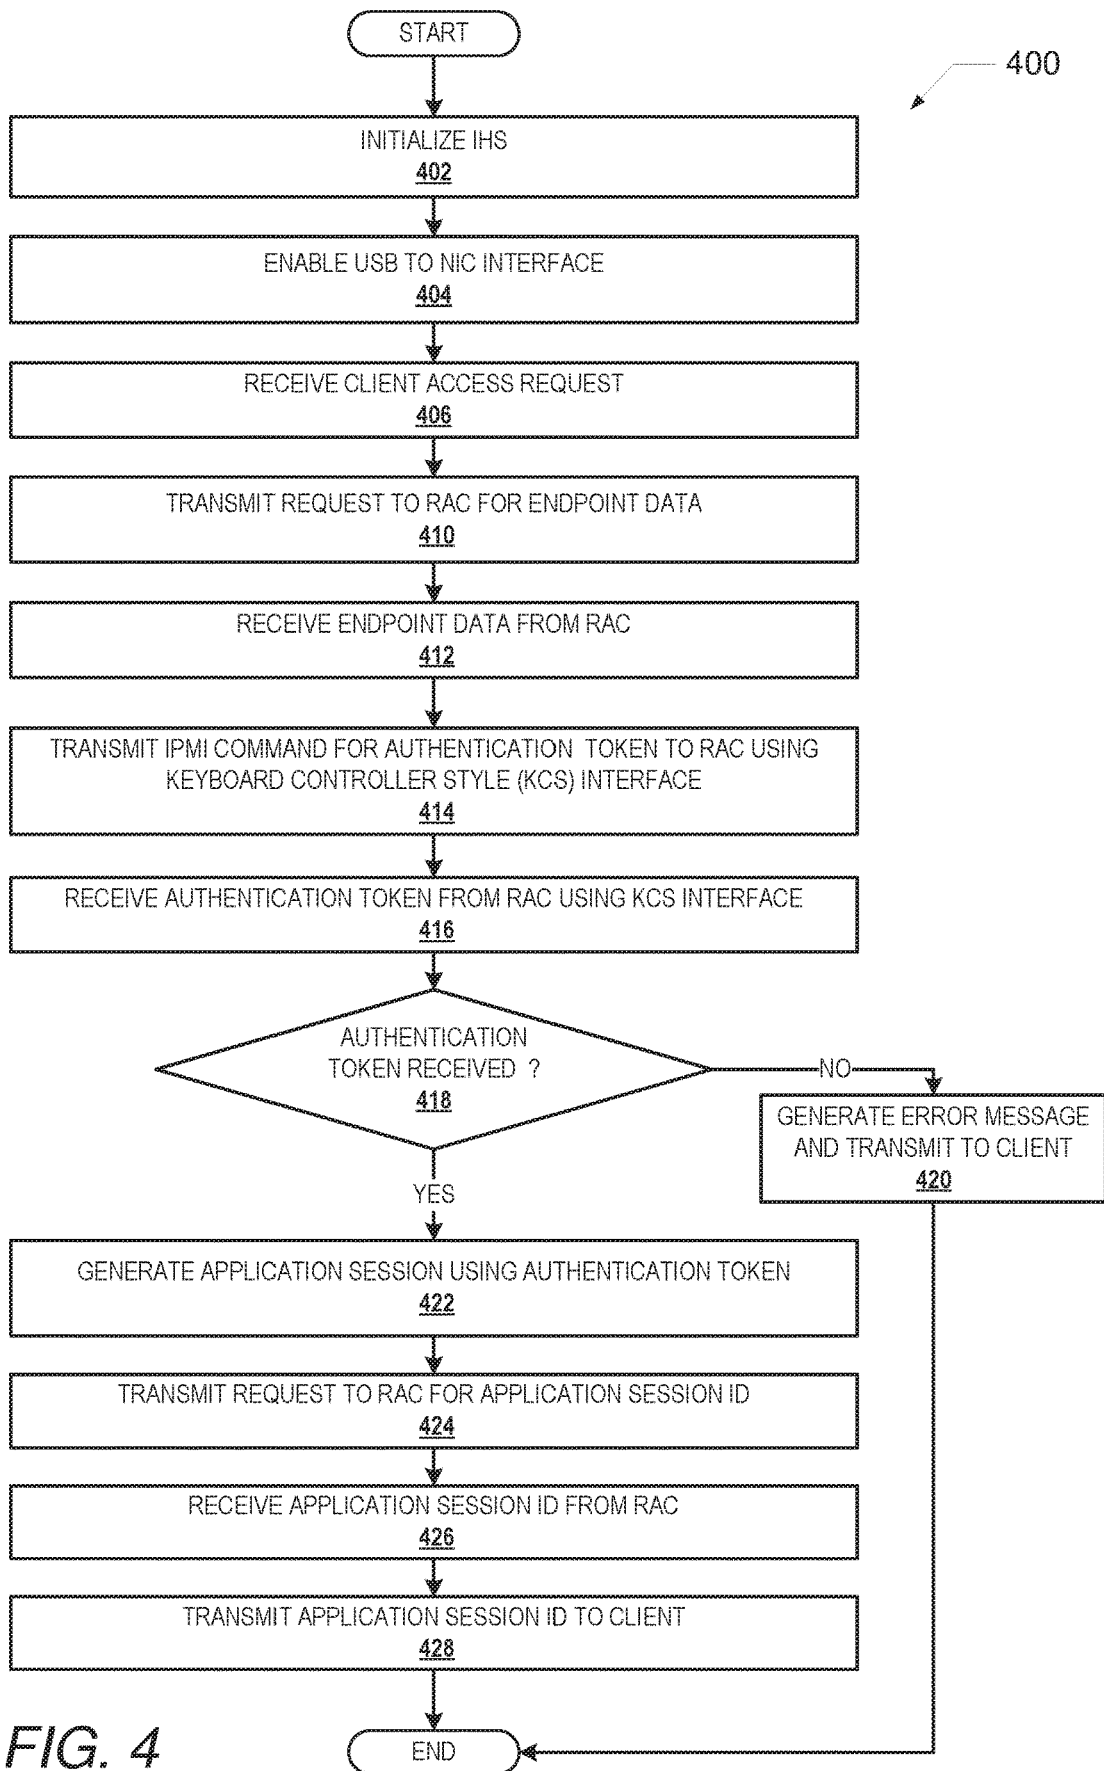 START
400
INITIALIZE IHS
402
ENABLE USB TO NIC INTERFACE
404
RECEIVE CLIENT ACCESS REQUEST
406
TRANSMIT REQUEST TO RAC FOR ENDPOINT DATA
410
RECEIVE ENDPOINT DATA FROM RAC
412
TRANSMIT IPMI COMMAND FOR AUTHENTICATION TOKEN TO RAC USING
KEYBOARD CONTROLLER STYLE (KCS) INTERFACE
414
RECEIVE AUTHENTICATION TOKEN FROM RAC USING KCS INTERFACE
416
AUTHENTICATION
TOKEN RECEIVED ?
418
NO
GENERATE ERROR MESSAGE
AND TRANSMIT TO CLIENT
420
YES
GENERATE APPLICATION SESSION USING AUTHENTICATION TOKEN
422
TRANSMIT REQUEST TO RAC FOR APPLICATION SESSION ID
424
RECEIVE APPLICATION SESSION ID FROM RAC
426
TRANSMIT APPLICATION SESSION ID TO CLIENT
428
END
FIG. 4